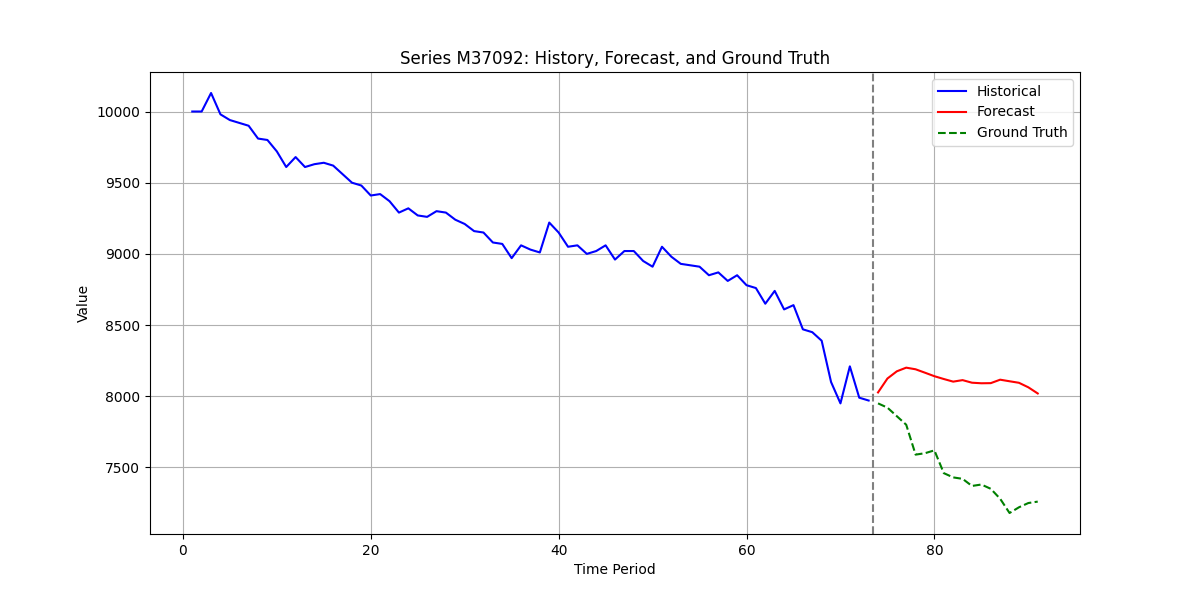 Series M37092: History, Forecast, and Ground Truth
Historical
Forecast
Ground Truth
10000
9500
9000
8500
8000
7500
Value
0 20 40 60 80
Time Period